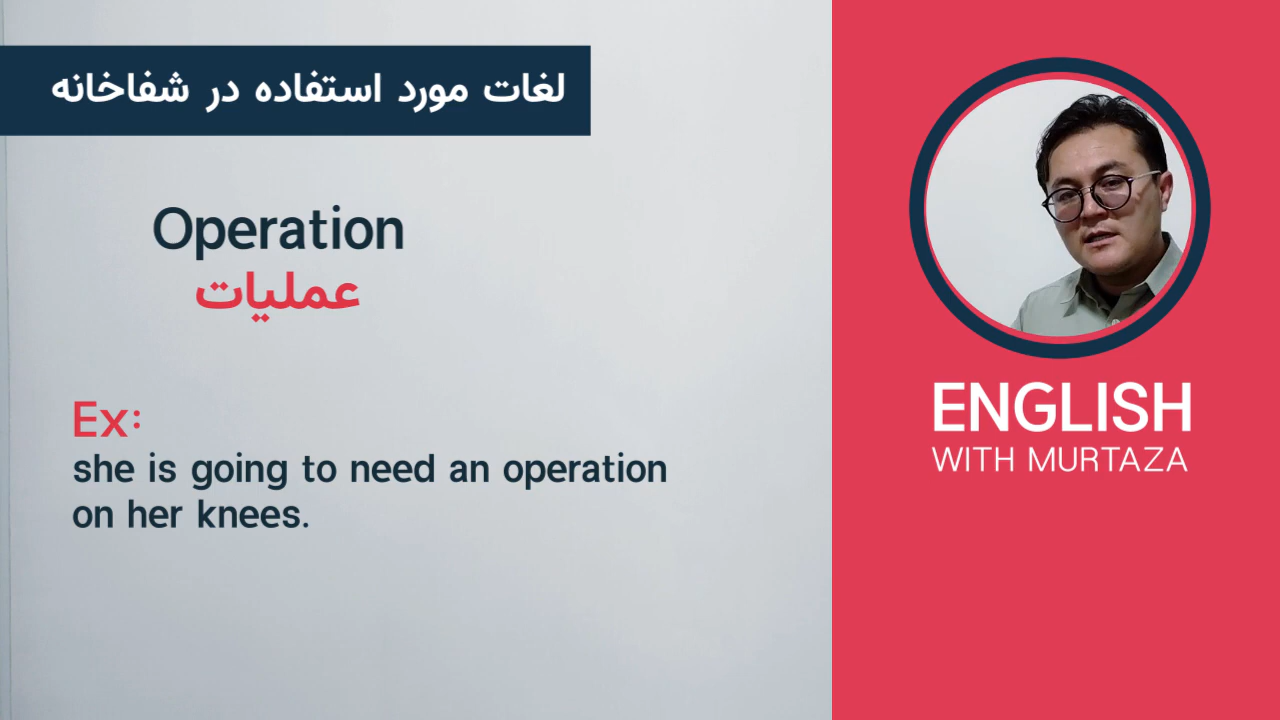 لغات مورد استفاده در شفاخانه
Operation
عملیات
Ex:
she is going to need an operation
on her knees.
ENGLISH
WITH MURTAZA